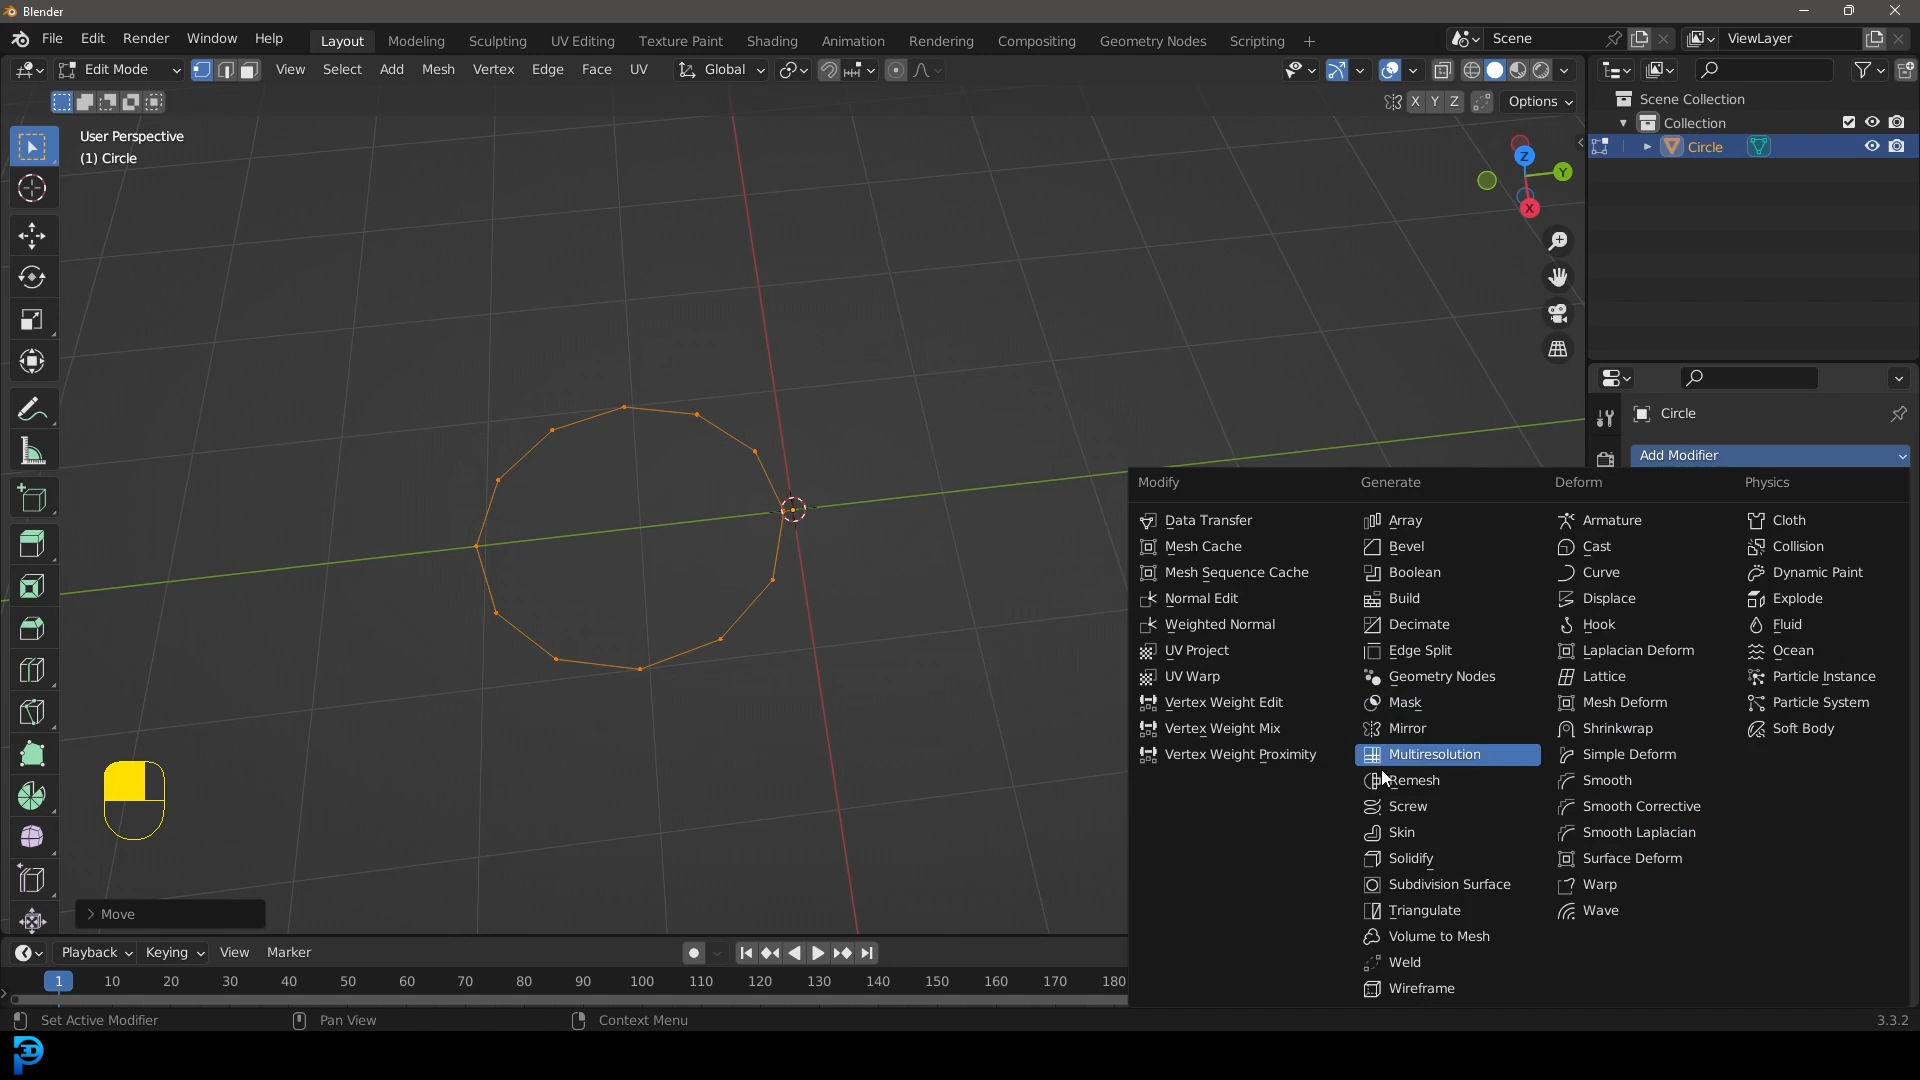 Blender
File Edit Render Window Help Layout Modeling Sculpting UV Editing Texture Paint Shading Animation Rendering Compositing Geometry Nodes Scripting + Scene ViewLayer
Edit Mode View Select Add Mesh Vertex Edge Face UV Global
X Y Z Options
User Perspective
(1) Circle
Z
Y
X
Scene Collection
Collection
Circle
Circle
Add Modifier
Modify
Data Transfer
Mesh Cache
Mesh Sequence Cache
Normal Edit
Weighted Normal
UV Project
UV Warp
Vertex Weight Edit
Vertex Weight Mix
Vertex Weight Proximity
Generate
Array
Bevel
Boolean
Build
Decimate
Edge Split
Geometry Nodes
Mask
Mirror
Multiresolution
Remesh
Screw
Skin
Solidify
Subdivision Surface
Triangulate
Volume to Mesh
Weld
Wireframe
Deform
Armature
Cast
Curve
Displace
Hook
Laplacian Deform
Lattice
Mesh Deform
Shrinkwrap
Simple Deform
Smooth
Smooth Corrective
Smooth Laplacian
Surface Deform
Warp
Wave
Physics
Cloth
Collision
Dynamic Paint
Explode
Fluid
Ocean
Particle Instance
Particle System
Soft Body
> Move
Playback Keying View Marker
1 10 20 30 40 50 60 70 80 90 100 110 120 130 140 150 160 170 180
Set Active Modifier Pan View Context Menu 3.3.2
3D